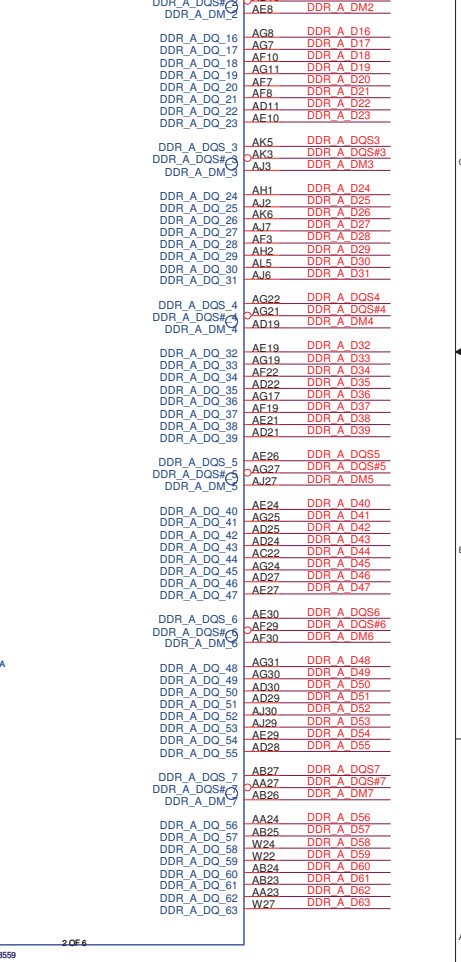 DDR_A_DM_2 AE8 DDR_A_DM2
DDR_A_DQ_16 AG8 DDR_A_D16
DDR_A_DQ_17 AG7 DDR_A_D17
DDR_A_DQ_18 AF10 DDR_A_D18
DDR_A_DQ_19 AG11 DDR_A_D19
DDR_A_DQ_20 AF7 DDR_A_D20
DDR_A_DQ_21 AF8 DDR_A_D21
DDR_A_DQ_22 AD11 DDR_A_D22
DDR_A_DQ_23 AE10 DDR_A_D23
DDR_A_DQS_3 AK5 DDR_A_DQS3
DDR_A_DQS#_3 AK3 DDR_A_DQS#3
DDR_A_DM_3 AJ3 DDR_A_DM3
DDR_A_DQ_24 AH1 DDR_A_D24
DDR_A_DQ_25 AJ2 DDR_A_D25
DDR_A_DQ_26 AK6 DDR_A_D26
DDR_A_DQ_27 AJ7 DDR_A_D27
DDR_A_DQ_28 AF3 DDR_A_D28
DDR_A_DQ_29 AH2 DDR_A_D29
DDR_A_DQ_30 AL5 DDR_A_D30
DDR_A_DQ_31 AJ6 DDR_A_D31
DDR_A_DQS_4 AG22 DDR_A_DQS4
DDR_A_DQS#_4 AG21 DDR_A_DQS#4
DDR_A_DM_4 AD19 DDR_A_DM4
DDR_A_DQ_32 AE19 DDR_A_D32
DDR_A_DQ_33 AG19 DDR_A_D33
DDR_A_DQ_34 AF22 DDR_A_D34
DDR_A_DQ_35 AD22 DDR_A_D35
DDR_A_DQ_36 AG17 DDR_A_D36
DDR_A_DQ_37 AF19 DDR_A_D37
DDR_A_DQ_38 AE21 DDR_A_D38
DDR_A_DQ_39 AD21 DDR_A_D39
DDR_A_DQS_5 AE26 DDR_A_DQS5
DDR_A_DQS#_5 AG27 DDR_A_DQS#5
DDR_A_DM_5 AJ27 DDR_A_DM5
DDR_A_DQ_40 AE24 DDR_A_D40
DDR_A_DQ_41 AG25 DDR_A_D41
DDR_A_DQ_42 AD25 DDR_A_D42
DDR_A_DQ_43 AD24 DDR_A_D43
DDR_A_DQ_44 AC22 DDR_A_D44
DDR_A_DQ_45 AG24 DDR_A_D45
DDR_A_DQ_46 AD27 DDR_A_D46
DDR_A_DQ_47 AE27 DDR_A_D47
DDR_A_DQS_6 AE30 DDR_A_DQS6
DDR_A_DQS#_6 AF29 DDR_A_DQS#6
DDR_A_DM_6 AF30 DDR_A_DM6
A
DDR_A_DQ_48 AG31 DDR_A_D48
DDR_A_DQ_49 AG30 DDR_A_D49
DDR_A_DQ_50 AD30 DDR_A_D50
DDR_A_DQ_51 AD29 DDR_A_D51
DDR_A_DQ_52 AJ30 DDR_A_D52
DDR_A_DQ_53 AJ29 DDR_A_D53
DDR_A_DQ_54 AE29 DDR_A_D54
DDR_A_DQ_55 AD28 DDR_A_D55
DDR_A_DQS_7 AB27 DDR_A_DQS7
DDR_A_DQS#_7 AA27 DDR_A_DQS#7
DDR_A_DM_7 AB26 DDR_A_DM7
DDR_A_DQ_56 AA24 DDR_A_D56
DDR_A_DQ_57 AB25 DDR_A_D57
DDR_A_DQ_58 W24 DDR_A_D58
DDR_A_DQ_59 W22 DDR_A_D59
DDR_A_DQ_60 AB24 DDR_A_D60
DDR_A_DQ_61 AB23 DDR_A_D61
DDR_A_DQ_62 AA23 DDR_A_D62
DDR_A_DQ_63 W27 DDR_A_D63
2 OF 6
3559